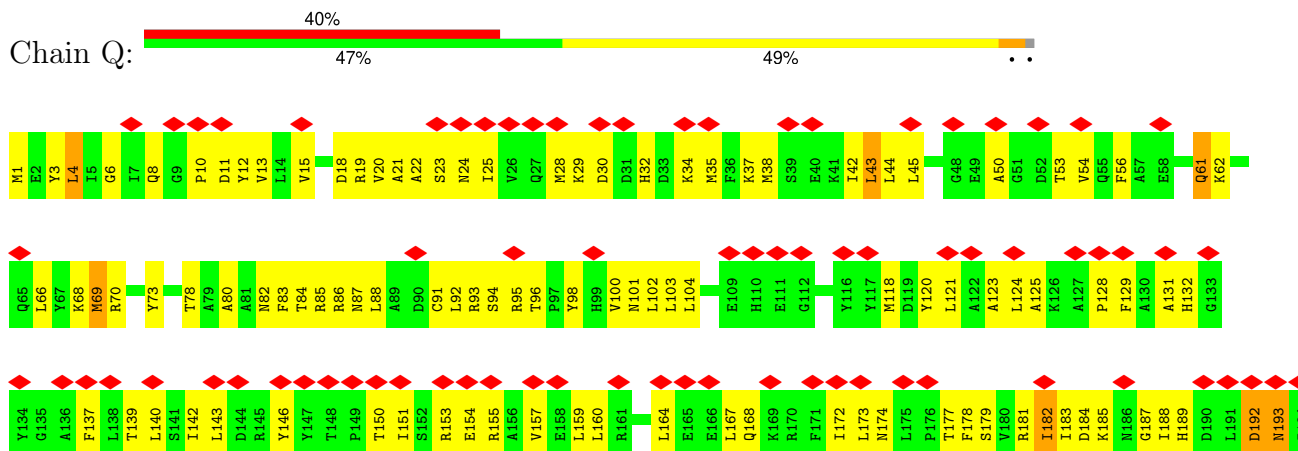 40%
Chain Q:
47% 49% . .
M1 E2 Y3 L4 I5 G6 I7 Q8 G9 P10 D11 Y12 V13 L14 V15 D18 R19 V20 A21 A22 S23 N24 I25 V26 Q27 M28 K29 D30 D31 H32 D33 K34 M35 F36 K37 M38 S39 E40 K41 I42 L43 L44 L45 G48 E49 A50 G51 D52 T53 V54 Q55 F56 A57 E58 Q61 K62
Q65 L66 Y67 K68 M69 R70 Y73 T78 A79 A80 A81 N82 F83 T84 R85 R86 N87 L88 A89 D90 C91 L92 R93 S94 R95 T96 P97 Y98 H99 V100 N101 L102 L103 L104 E109 H110 E111 G112 Y116 Y117 M118 D119 Y120 L121 A122 A123 L124 A125 K126 A127 P128 F129 A130 A131 H132 G133
Y134 G135 A136 F137 L138 T139 L140 S141 I142 L143 D144 R145 Y146 Y147 T148 P149 T150 I151 S152 R153 E154 R155 A156 V157 E158 L159 L160 R161 L164 E165 E166 L167 Q168 K169 R170 F171 I172 L173 N174 L175 P176 T177 F178 S179 V180 R181 I182 I183 D184 K185 N186 G187 I188 H189 D190 L191 D192 N193